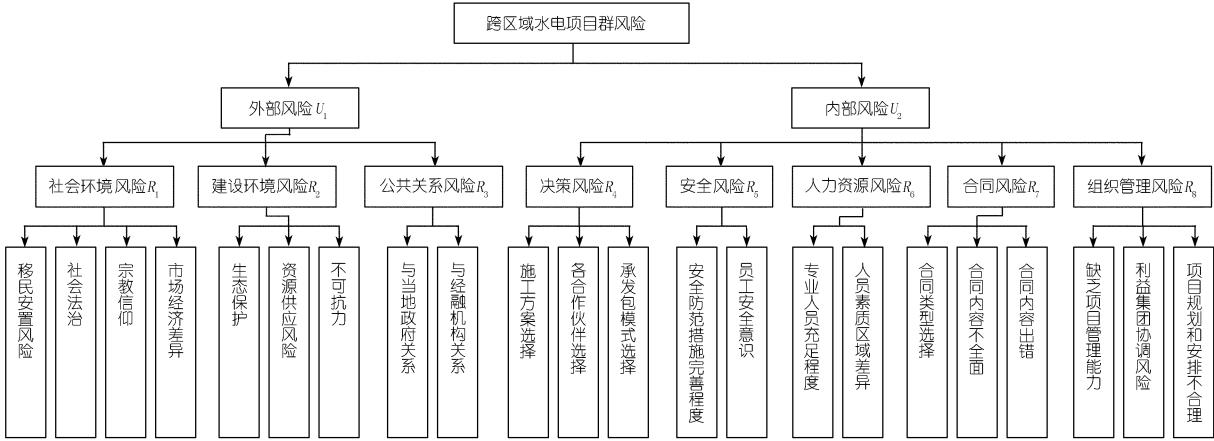 跨区域水电项目群风险
外部风险U₁
内部风险U₂
社会环境风险R₁
建设环境风险R₂
公共关系风险R₃
决策风险R₄
安全风险R₅
人力资源风险R₆
合同风险R₇
组织管理风险R₈
移民安置风险
社会法治
宗教信仰
市场经济差异
生态保护
资源供应风险
不可抗力
与当地政府关系
与经融机构关系
施工方案选择
各合作伙伴选择
承发包模式选择
安全防范措施完善程度
员工安全意识
专业人员充足程度
人员素质区域差异
合同类型选择
合同内容不全面
合同内容出错
缺乏项目管理能力
利益集团协调风险
项目规划和安排不合理